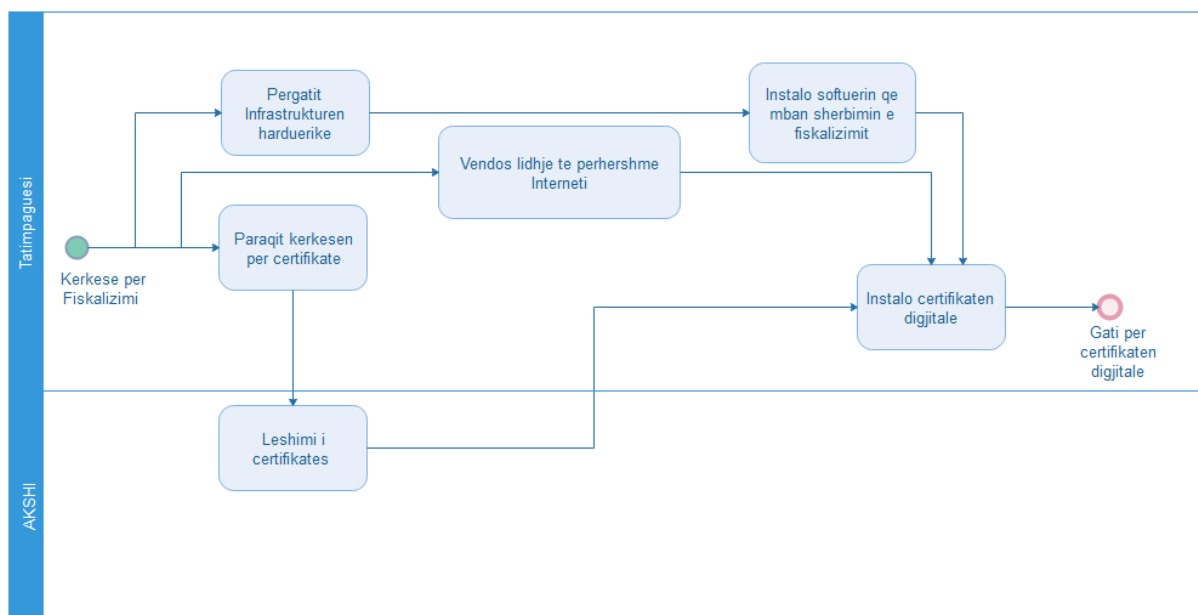 Tatimpaguesi
Pergatit
Infrastrukturen
harduerike
Instalo softuerin qe
mban sherbimin e
fiskalizimit
Vendos lidhje te perhershme
Interneti
Paraqit kerkesen
per certifikate
Kerkese per
Fiskalizimi
Instalo certifikaten
digjitale
Gati per
certifikaten
digjitale
AKSHI
Leshimi i
certifikates